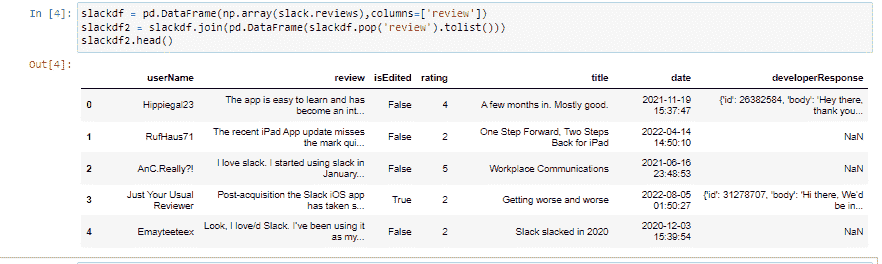 In [4]: slackdf = pd.DataFrame(np.array(slack.reviews),columns=['review'])
slackdf2 = slackdf.join(pd.DataFrame(slackdf.pop('review').tolist()))
slackdf2.head()
Out[4]:
userName review isEdited rating title date developerResponse
0 Hippiegal23 The app is easy to learn and has become an int... False 4 A few months in. Mostly good. 2021-11-19 15:37:47 {'id': 26382584, 'body': 'Hey there, thank you...
1 RufHaus71 The recent iPad App update misses the mark qui... False 2 One Step Forward, Two Steps Back for iPad 2022-04-14 14:50:10 NaN
2 AnC.Really?! I love slack. I started using slack in January... False 5 Workplace Communications 2021-06-16 23:48:53 NaN
3 Just Your Usual Reviewer Post-acquisition the Slack iOS app has taken s... True 2 Getting worse and worse 2022-08-05 01:50:27 {'id': 31278707, 'body': 'Hi there, We'd be in...
4 Emayteeteex Look, I love/d Slack. I've been using it as my... False 2 Slack slacked in 2020 2020-12-03 15:39:54 NaN